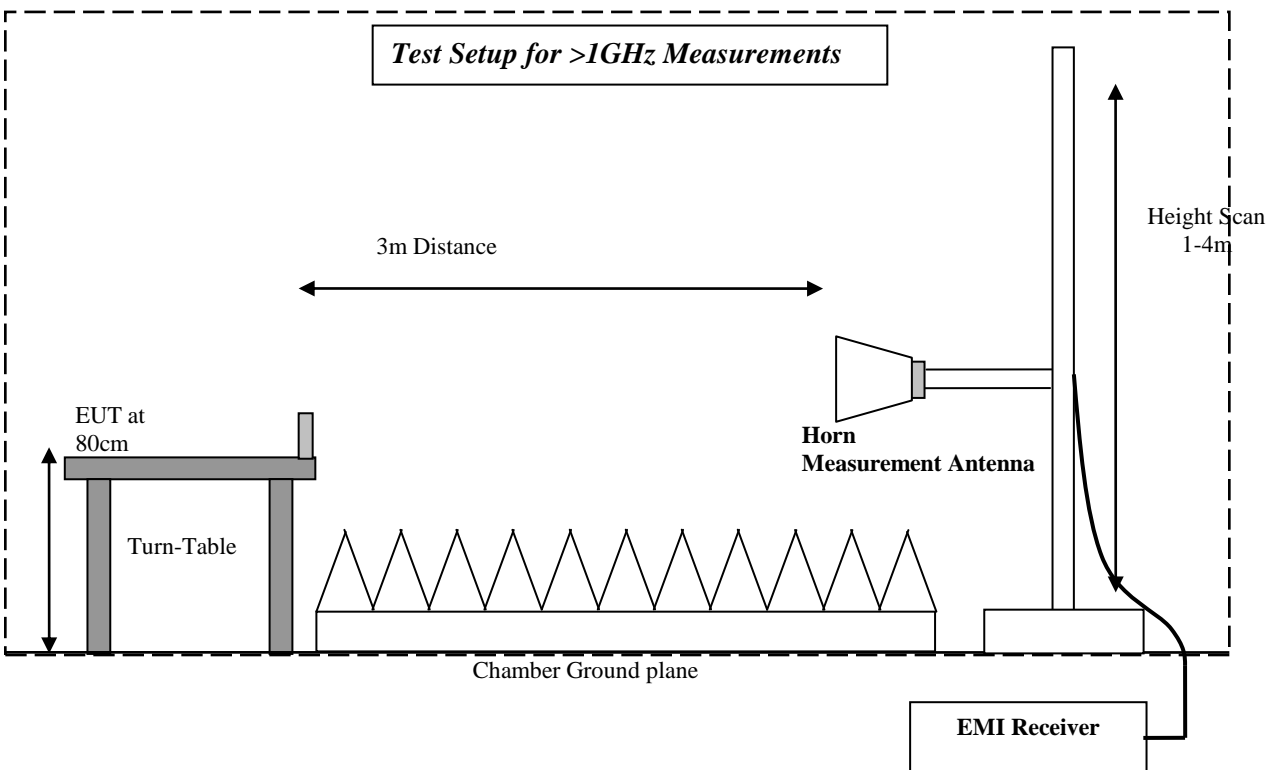 Test Setup for >1GHz Measurements
Height Scan
1-4m
3m Distance
EUT at
80cm
Horn
Measurement Antenna
Turn-Table
Chamber Ground plane
EMI Receiver